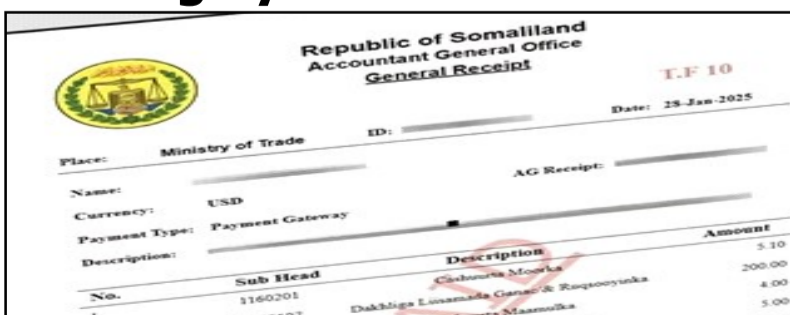 Republic of Somaliland
Accountant General Office
General Receipt
T.F 10
Date: 28-Jan-2025
Place: Ministry of Trade ID:
Name:
AG Receipt:
Currency: USD
Payment Type: Payment Gateway
Description:
No. Sub Head Description Amount
1160201 Cashuurta Moorka 5.10
Dakhliga Liisamada Ganac'& Ruqsooyinka 200.00
Maamulka 4.00
5.00